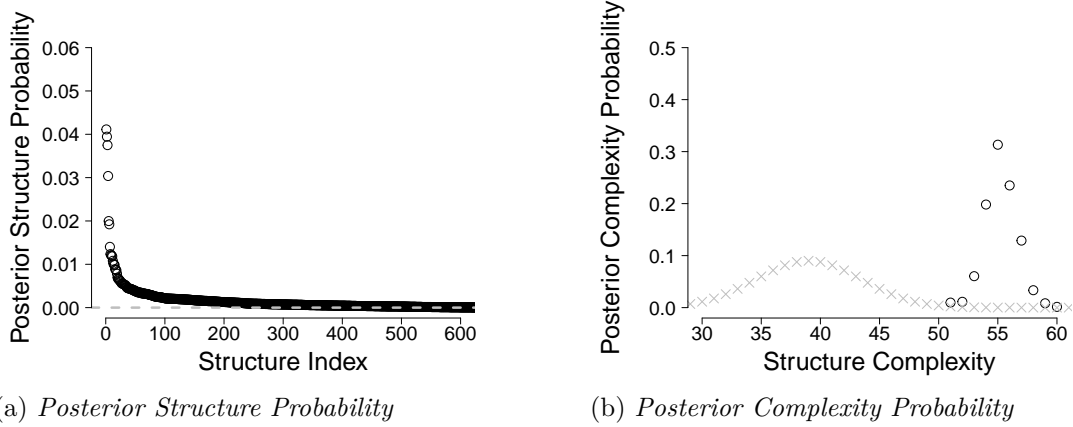 Posterior Structure Probability
0.06
0.05
0.04
0.03
0.02
0.01
0.00
0 100 200 300 400 500 600
Structure Index
(a) Posterior Structure Probability
Posterior Complexity Probability
0.5
0.4
0.3
0.2
0.1
0.0
30 35 40 45 50 55 60
Structure Complexity
(b) Posterior Complexity Probability